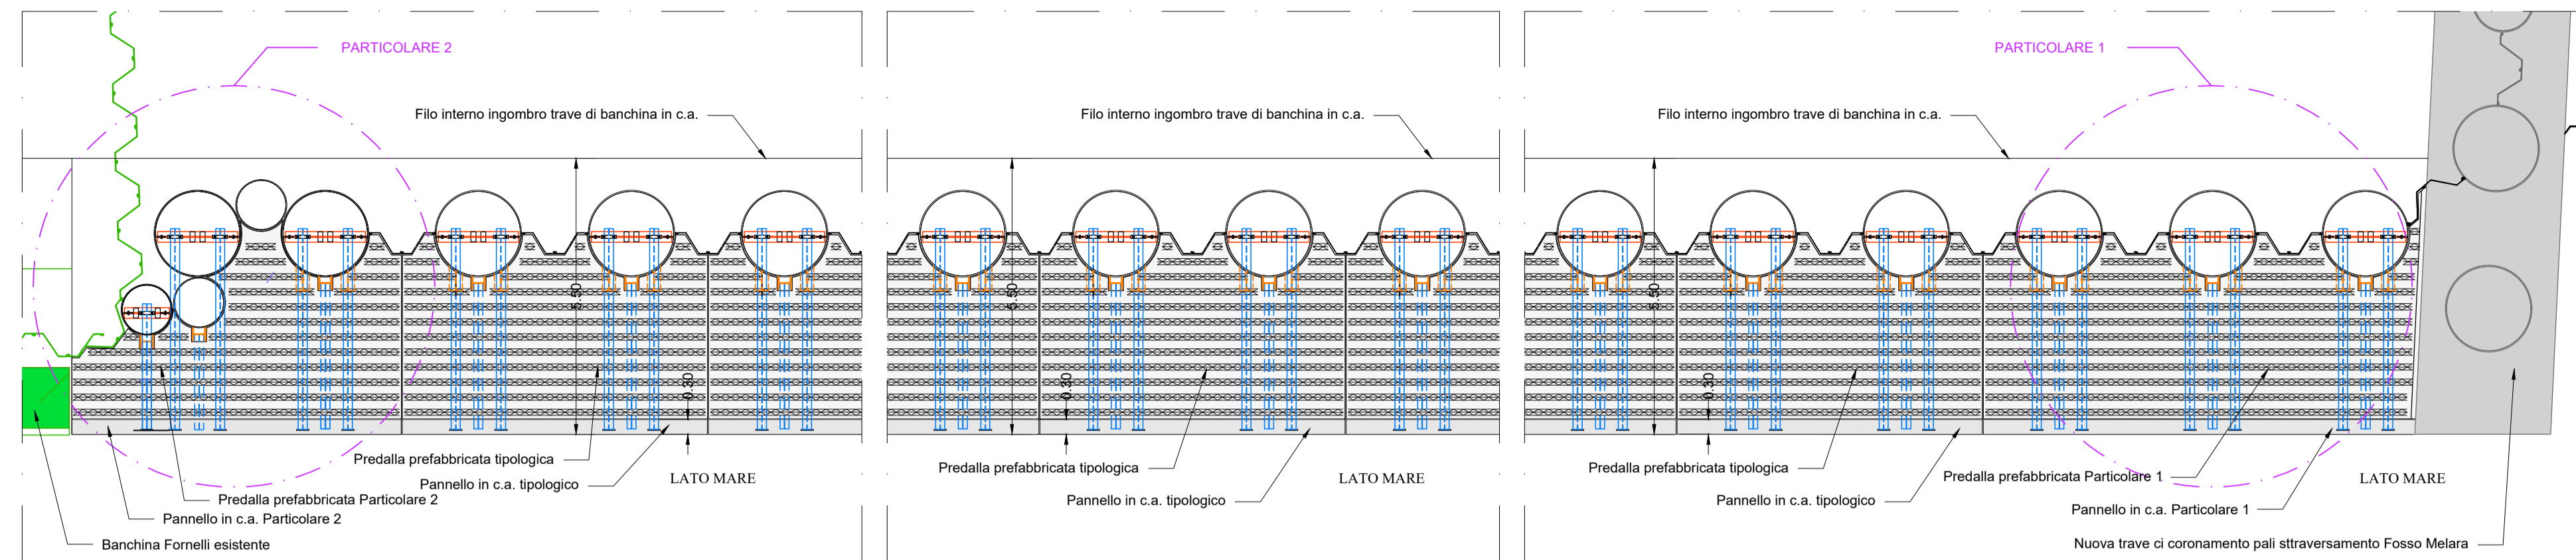 PARTICOLARE 2
PARTICOLARE 1
Filo interno ingombro trave di banchina in c.a.
Filo interno ingombro trave di banchina in c.a.
Filo interno ingombro trave di banchina in c.a.
5.50
5.50
5.50
0.30
0.30
0.30
Predalla prefabbricata tipologica
Pannello in c.a. tipologico
LATO MARE
Predalla prefabbricata Particolare 2
Pannello in c.a. Particolare 2
Banchina Fornelli esistente
Predalla prefabbricata tipologica
Pannello in c.a. tipologico
LATO MARE
Predalla prefabbricata tipologica
Pannello in c.a. tipologico
Predalla prefabbricata Particolare 1
LATO MARE
Pannello in c.a. Particolare 1
Nuova trave ci coronamento pali sttraversamento Fosso Melara